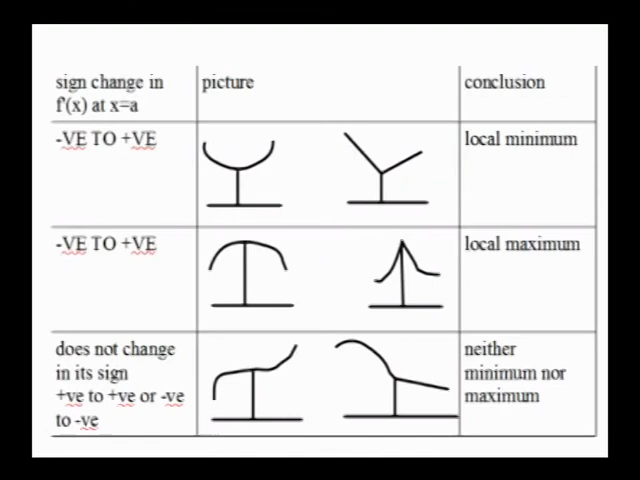 sign change in
f'(x) at x=a
picture
conclusion
-VE TO +VE
local minimum
-VE TO +VE
local maximum
does not change
in its sign
+ve to +ve or -ve
to -ve
neither
minimum nor
maximum